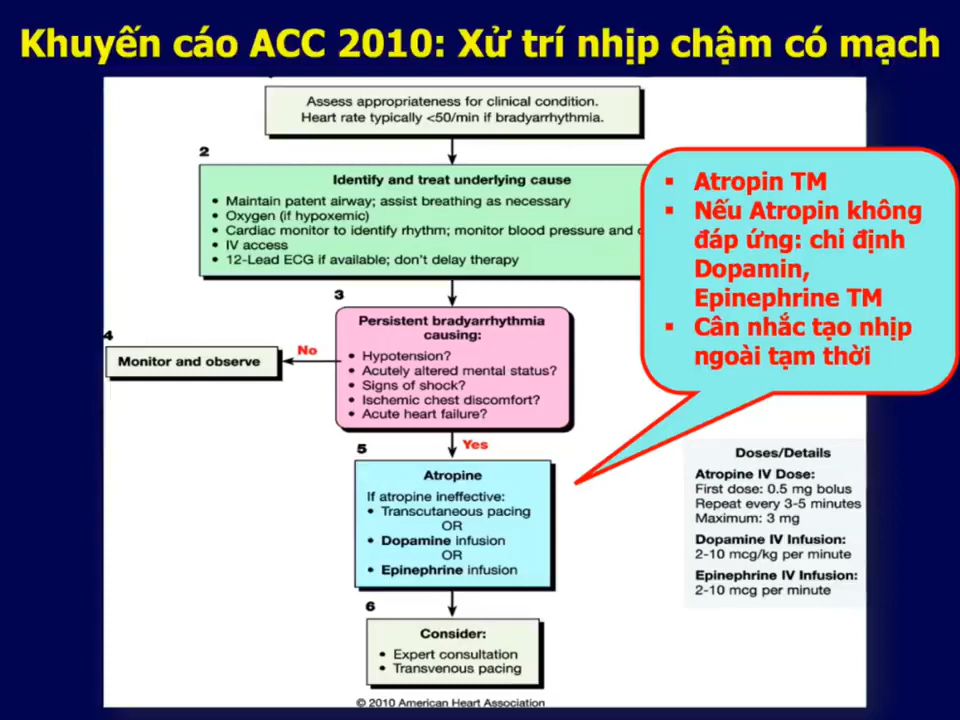 Khuyến cáo ACC 2010: Xử trí nhịp chậm có mạch
Assess appropriateness for clinical condition.
Heart rate typically <50/min if bradyarrhythmia.
2
Identify and treat underlying cause
• Maintain patent airway; assist breathing as necessary
• Oxygen (if hypoxemic)
• Cardiac monitor to identify rhythm; monitor blood pressure and
• IV access
• 12-Lead ECG if available; don't delay therapy
▪ Atropin TM
▪ Nếu Atropin không
đáp ứng: chỉ định
Dopamin,
Epinephrine TM
▪ Cân nhắc tạo nhịp
ngoài tạm thời
3
Persistent bradyarrhythmia
causing:
• Hypotension?
• Acutely altered mental status?
• Signs of shock?
• Ischemic chest discomfort?
• Acute heart failure?
4
No
Monitor and observe
Yes
5
Atropine
If atropine ineffective:
• Transcutaneous pacing
OR
• Dopamine infusion
OR
• Epinephrine infusion
Doses/Details
Atropine IV Dose:
First dose: 0.5 mg bolus
Repeat every 3-5 minutes
Maximum: 3 mg
Dopamine IV Infusion:
2-10 mcg/kg per minute
Epinephrine IV Infusion:
2-10 mcg per minute
6
Consider:
• Expert consultation
• Transvenous pacing
© 2010 American Heart Association